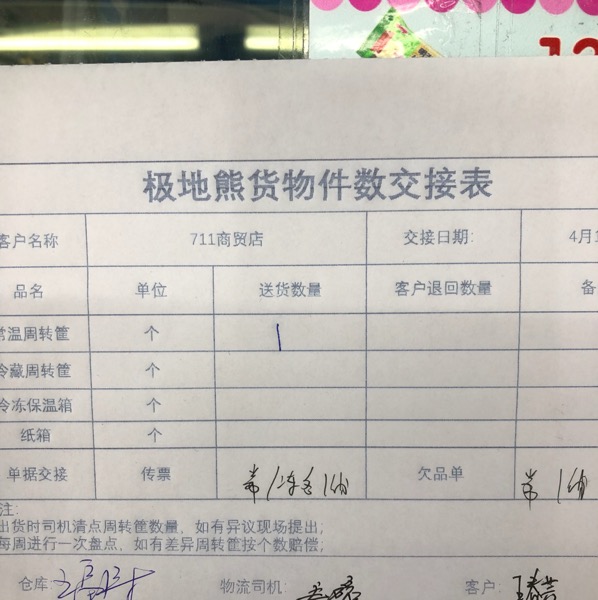 12
极地熊货物件数交接表
客户名称 711商贸店 交接日期: 4月1
品名 单位 送货数量 客户退回数量 备
常温周转筐 个 1
冷藏周转筐 个
冷冻保温箱 个
纸箱 个
单据交接 传票 欠品单
注:
出货时司机清点周转筐数量,如有异议现场提出;
每周进行一次盘点,如有差异周转筐按个数赔偿;
仓库: 物流司机: 客户: